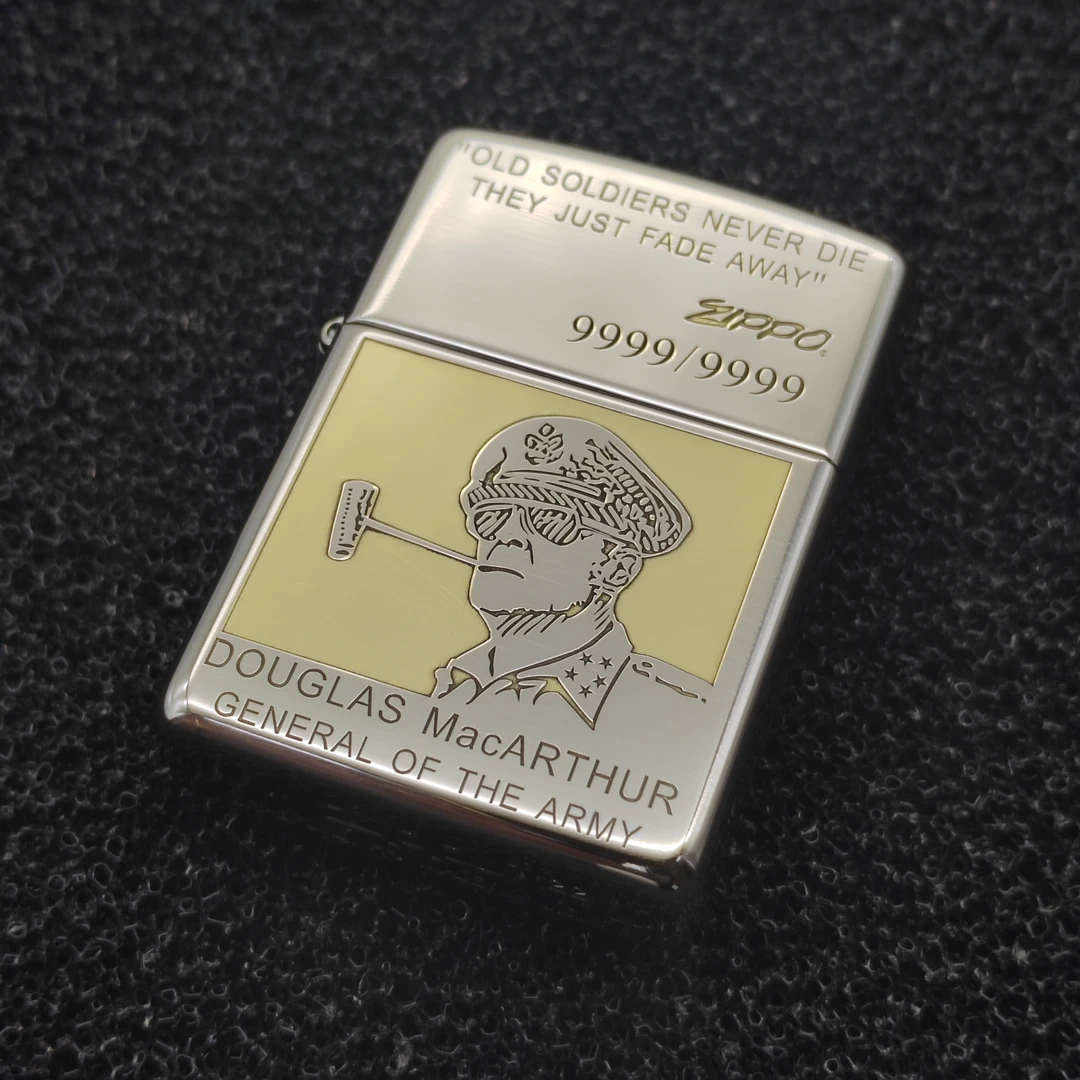 "OLD SOLDIERS NEVER DIE
THEY JUST FADE AWAY"
Zippo
9999/9999
DOUGLAS MacARTHUR
GENERAL OF THE ARMY